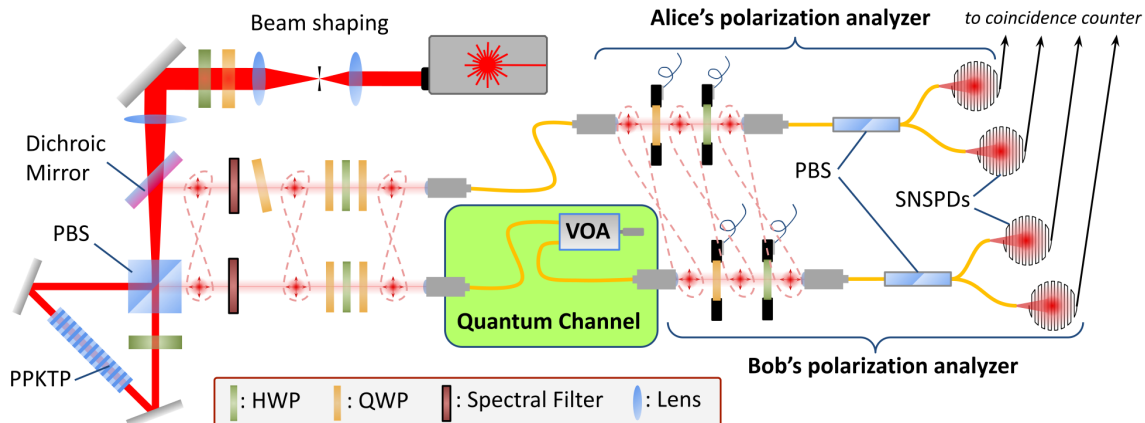 Beam shaping
Alice's polarization analyzer
to coincidence counter
Dichroic
Mirror
PBS
PBS
SNSPDs
VOA
Quantum Channel
PPKTP
Bob's polarization analyzer
: HWP
: QWP
: Spectral Filter
: Lens